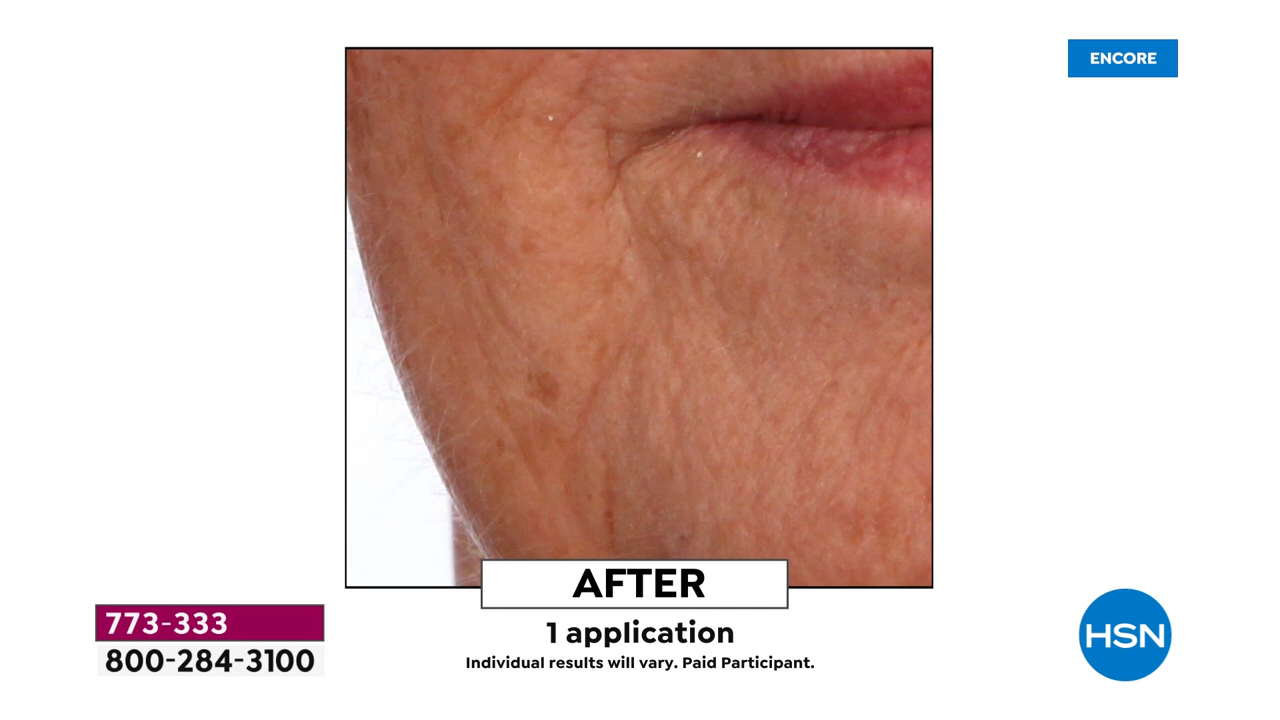 ENCORE
AFTER
1 application
Individual results will vary. Paid Participant.
773-333
800-284-3100
HSN